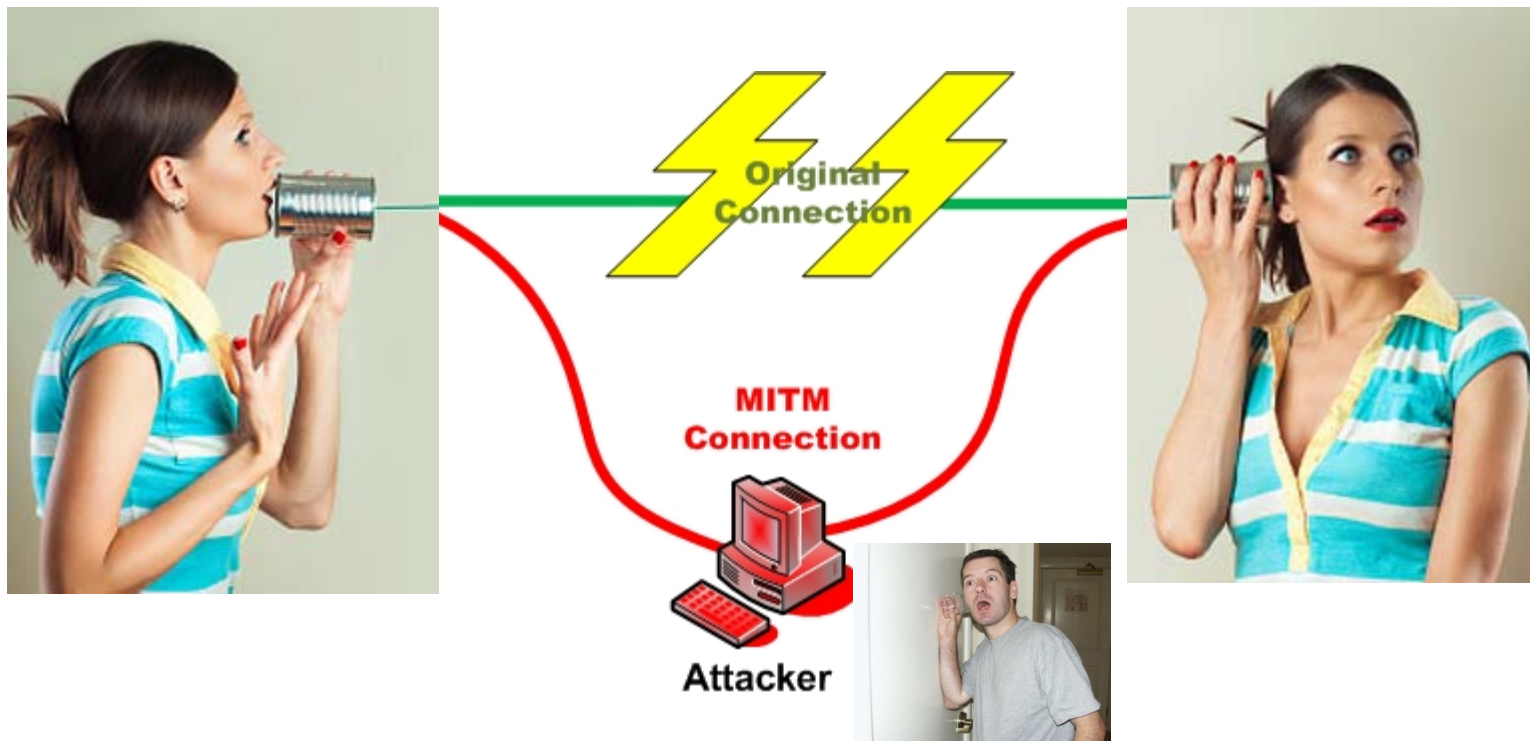 Original
Connection
MITM
Connection
Attacker